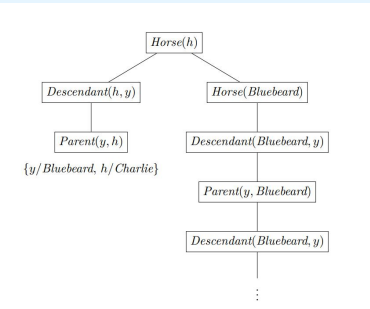 Horse(h)
Descendant(h, y)
Horse(Bluebeard)
Parent(y, h)
Descendant(Bluebeard, y)
{y/Bluebeard, h/Charlie}
Parent(y, Bluebeard)
Descendant(Bluebeard, y)
⋮